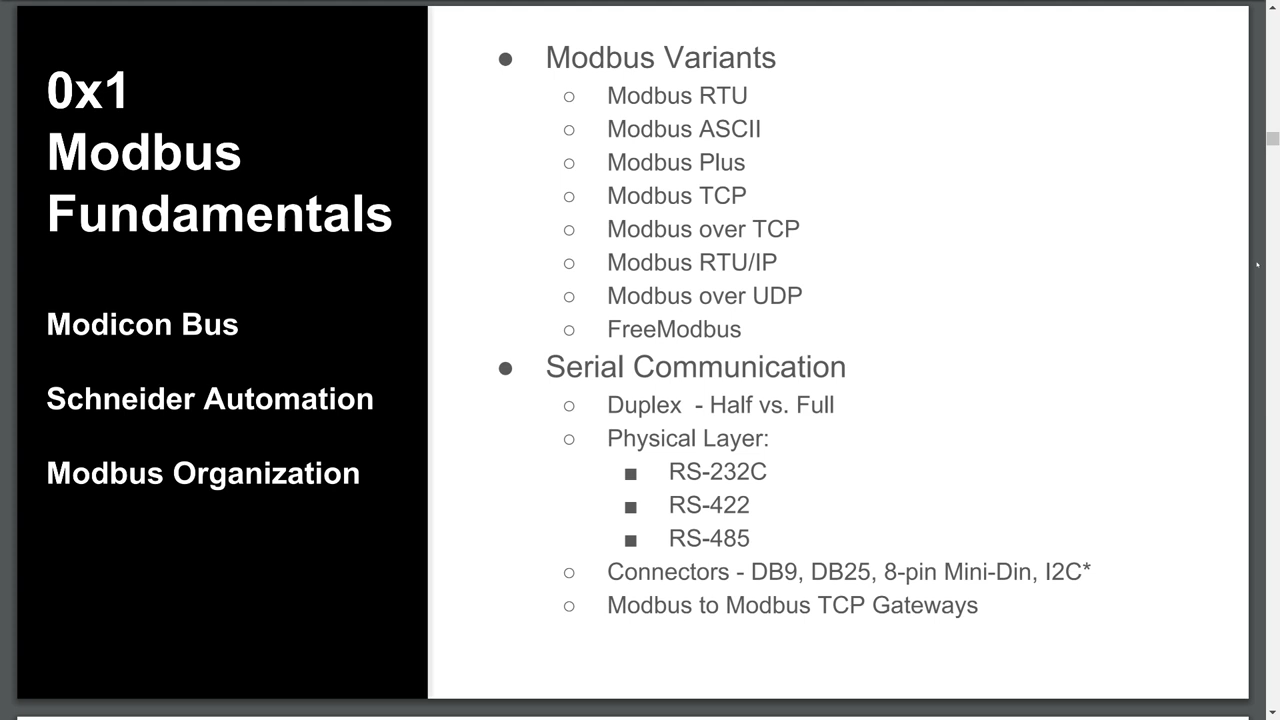 0x1
Modbus
Fundamentals
Modicon Bus
Schneider Automation
Modbus Organization
● Modbus Variants
○ Modbus RTU
○ Modbus ASCII
○ Modbus Plus
○ Modbus TCP
○ Modbus over TCP
○ Modbus RTU/IP
○ Modbus over UDP
○ FreeModbus
● Serial Communication
○ Duplex - Half vs. Full
○ Physical Layer:
■ RS-232C
■ RS-422
■ RS-485
○ Connectors - DB9, DB25, 8-pin Mini-Din, I2C*
○ Modbus to Modbus TCP Gateways